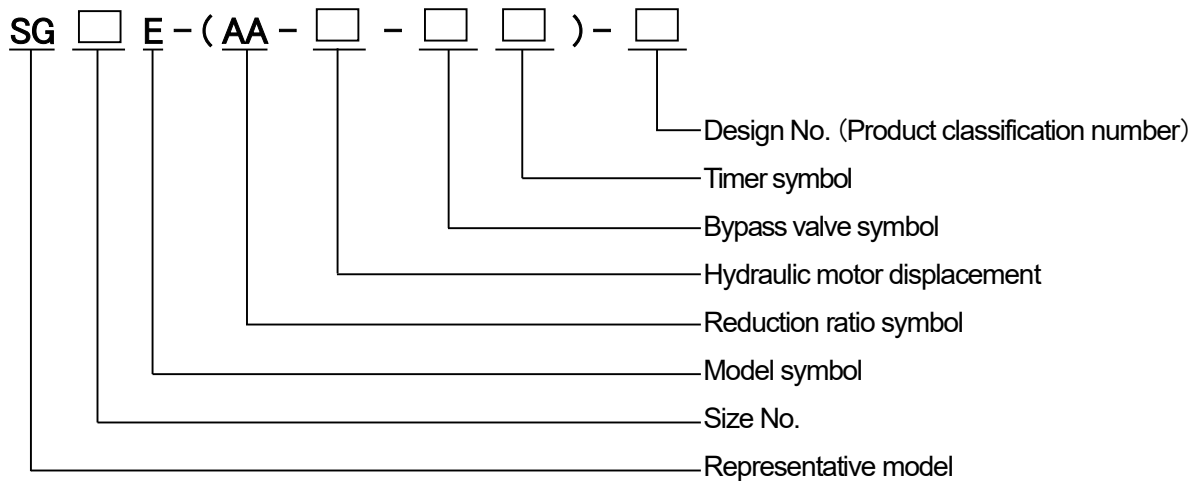 SG □ E－(AA－□ － □ □ )－□
Design No.（Product classification number）
Timer symbol
Bypass valve symbol
Hydraulic motor displacement
Reduction ratio symbol
Model symbol
Size No.
Representative model